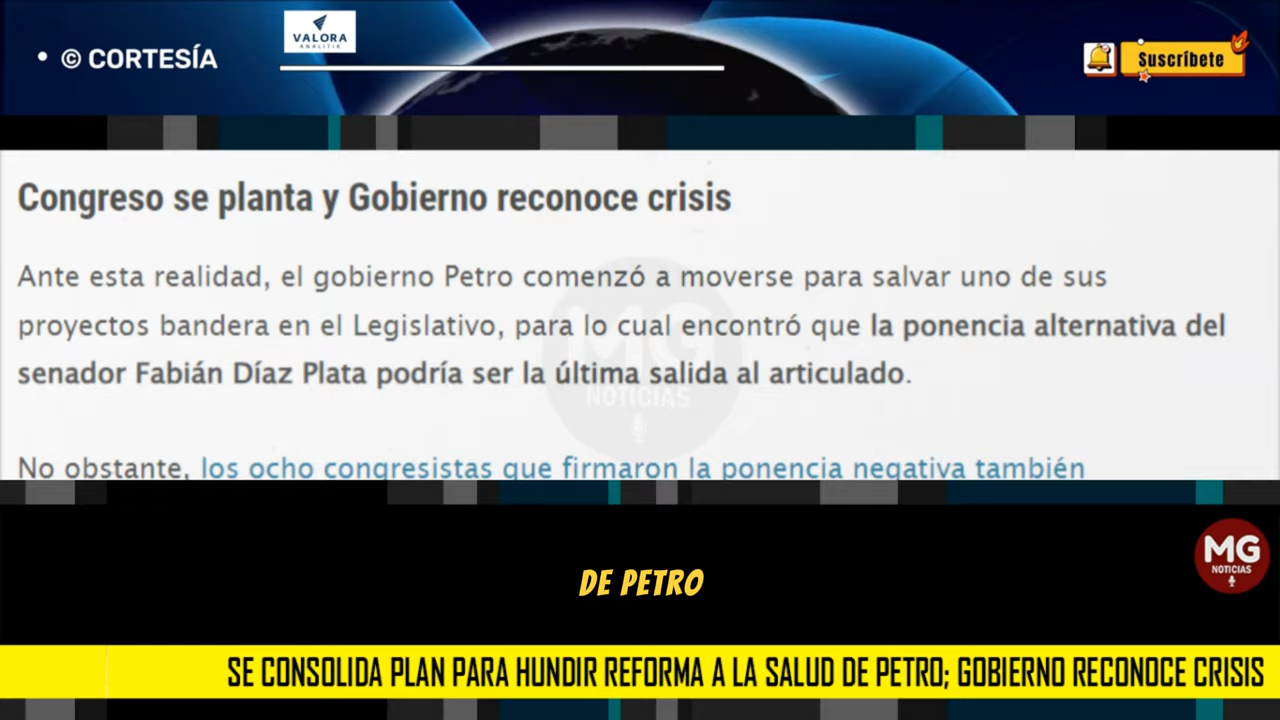 • © CORTESÍA
VALORA
ANALITIK
Suscríbete
Congreso se planta y Gobierno reconoce crisis
Ante esta realidad, el gobierno Petro comenzó a moverse para salvar uno de sus
proyectos bandera en el Legislativo, para lo cual encontró que la ponencia alternativa del
senador Fabián Díaz Plata podría ser la última salida al articulado.
MG
NOTICIAS
No obstante, los ocho congresistas que firmaron la ponencia negativa también
MG
NOTICIAS
DE PETRO
SE CONSOLIDA PLAN PARA HUNDIR REFORMA A LA SALUD DE PETRO; GOBIERNO RECONOCE CRISIS